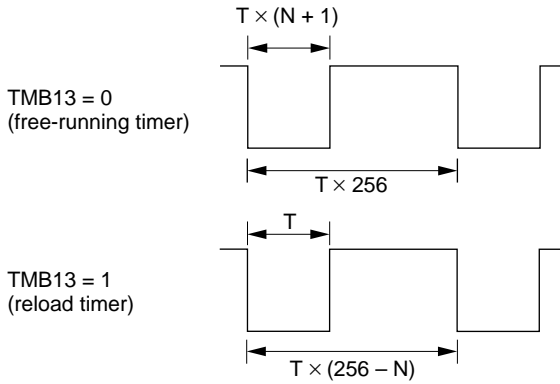 T × (N + 1)
TMB13 = 0
(free-running timer)
T × 256
T
TMB13 = 1
(reload timer)
T × (256 – N)